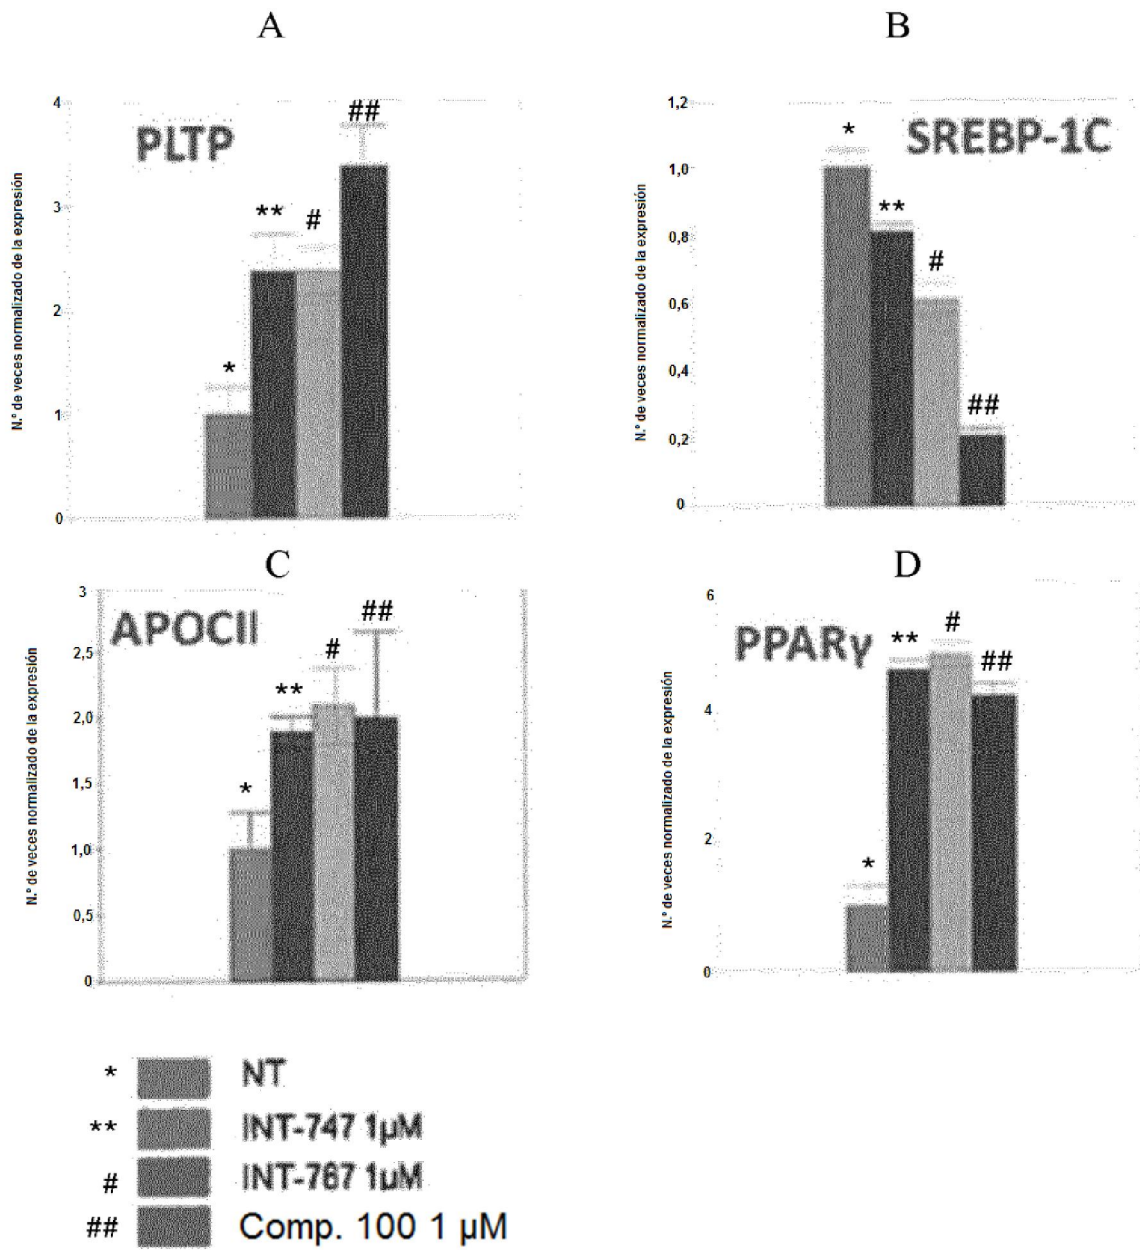 A
N.° de veces normalizado de la expresión
4
3
2
1
0
PLTP
*
**
#
##
B
N.° de veces normalizado de la expresión
1,2
1,0
0,8
0,6
0,4
0,2
0
SREBP-1C
*
**
#
##
C
N.° de veces normalizado de la expresión
3
2,5
2,0
1,5
1,0
0,5
0
APOCII
*
**
#
##
D
N.° de veces normalizado de la expresión
6
4
2
0
PPARγ
*
**
#
##
* NT
** INT-747 1µM
# INT-767 1µM
## Comp. 100 1 µM